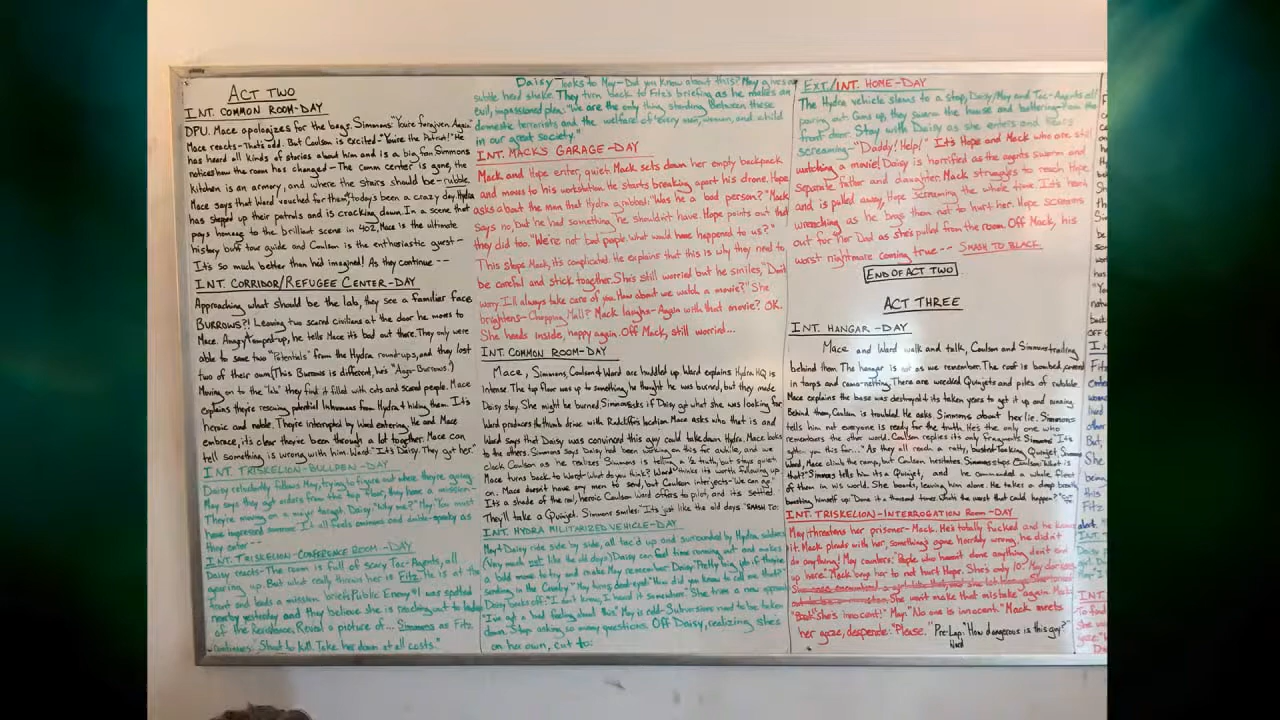 ACT TWO
INT. COMMON ROOM-DAY
DPU. Mace apologizes for the bags. Simmons: "You're forgiven Again"
Mace reacts-That's odd. But Coulson is excited-"You're the Patriot!" He
has heard all kinds of stories about him and is a big fan. Simmons
notices how the room has changed-The comm center is gone, the
kitchen is an armory, and where the stairs should be-rubble.
Mace says that Ward vouched for them, today's been a crazy day. Hydra
has stepped up their patrols and is cracking down. In a scene that
pays homage to the brilliant scene in 402, Mace is the ultimate
history buff tour guide and Coulson is the enthusiastic guest-
It's so much better than he'd imagined! As they continue--
INT. CORRIDOR/REFUGEE CENTER-DAY
Approaching what should be the lab, they see a familiar face
BURROWS?! Leaving two scared civilians at the door he moves to
Mace. Angry/amped-up, he tells Mace it's bad out there. They only were
able to save two "Potentials" from the Hydra round-ups, and they lost
two of their own. (This Burrows is different, he's "Aggr-Burrows.")
Moving on to the "lab" they find it filled with cots and scared people. Mace
explains they're rescuing potential Inhumans from Hydra & hiding them. It's
heroic and noble. They're interrupted by Ward entering. He and Mace
embrace, its clear they've been through a lot together. Mace can
tell something is wrong with him. Ward: "It's Daisy. They got her."
INT. TRISKELION-BULLPEN-DAY
Daisy reluctantly follows May, trying to figure out where they're going
May says they got orders from the top floor, they have a mission-
They're moving on a major target. Daisy: "Why me?" May: "You must
have impressed someone." It all feels ominous and double-speaky as
they enter--
INT. TRISKELION-CONFERENCE ROOM-DAY
Daisy reacts-The room is full of scary Tac-Agents, all
gearing up. But what really throws her is Fitz. He is at the
front and leads a mission brief: Public Enemy #1 was spotted
nearby yesterday and they believe she is reaching out to leaders
of the Resistance. Reveal a picture of... Simmons as Fitz
continues: Shoot to kill. Take her down at all costs."
Daisy looks to May-Did you know about this? May gives a
subtle head shake. They turn back to Fitz's briefing as he makes an
evil, impassioned plea: "We are the only thing standing between these
domestic terrorists and the welfare of every man, woman, and child
in our great society."
INT. MACK'S GARAGE-DAY
Mack and Hope enter, quiet. Mack sets down her empty backpack
and moves to his workstation. He starts breaking apart his drone. Hope
asks about the man that Hydra grabbed: "Was he a bad person?" Mack
says no, but he had something he shouldn't have. Hope points out that
they did too. "We're not bad people. what would have happened to us?"
This stops Mack, its complicated. He explains that this is why they need to
be careful and stick together. She's still worried but he smiles, "Don't
worry. I'll always take care of you. How about we watch a movie?" She
brightens- Chopping Mall? Mack laughs-Again with that movie? OK.
She heads inside, happy again. Off Mack, still worried...
INT. COMMON ROOM-DAY
Mace, Simmons, Coulson & Ward are huddled up. Ward explains Hydra HQ is
intense. The top floor was up to something, he thought he was burned, but they made
Daisy stay. She might be burned. Simmons asks if Daisy got what she was looking for
Ward produces the thumb drive with Radcliffe's location. Mace asks who that is and
Ward says that Daisy was convinced this guy could take down Hydra. Mace looks
to the others. Simmons says Daisy had been working on this for awhile, and we
clock Coulson as he realizes Simmons is telling a ½ truth, but stays quiet
Mace turns back to Ward: What do you think? Ward thinks its worth following up
on. Mace doesn't have any men to send, but Coulson interjects-We can go.
It's a shade of the real, heroic Coulson. Ward offers to pilot, and its settled.
They'll take a Quinjet. Simmons smiles: It's just like the old days. SMASH TO:
INT. HYDRA MILITARIZED VEHICLE-DAY
May & Daisy ride side by side, all tac'd up and surrounded by Hydra soldiers
(Very much not like the old days.) Daisy can feel time running out and makes
a bold move to try and make May remember Daisy: "Pretty big job if they're
sending in the Cavalry" May turns dead-eyed: "How did you know to call me that?"
Daisy backs off: "I don't know, I heard it somewhere." She tries a new approach
"I've got a bad feeling about this." May is cold-Subversives need to be taken
down. Stop asking so many questions. Off Daisy, realizing she's
on her own, cut to:
EXT/INT. HOME-DAY
The Hydra vehicle slams to a stop, Daisy/May and Tac-Agents all
pouring out. Guns up, they swarm the house and battering-ram the
front door. Stay with Daisy as she enters and hears
screaming-"Daddy! Help!" It's Hope and Mack who are still
watching a movie! Daisy is horrified as the agents swarm and
separate father and daughter. Mack struggles to reach Hope
and is pulled away, Hope screaming the whole time. It's heart
wrenching as he begs them not to hurt her. Hope screams
out for her Dad as she's pulled from the room. Off Mack, his
worst nightmare coming true-- SMASH TO BLACK.
END OF ACT TWO
ACT THREE
INT. HANGAR-DAY
Mace and Ward walk and talk, Coulson and Simmons trailing
behind them. The hangar is not as we remember. The roof is bombed, covered
in tarps and camo-netting. There are wrecked Quinjets and piles of rubble.
Mace explains the base was destroyed & its taken years to get it up and running.
Behind them, Coulson is troubled. He asks Simmons about her lie. Simmons
tells him not everyone is ready for the truth. He's the only one who
remembers the other world. Coulson replies its only fragments. Simmons: "I'll
get you this far..." As they all reach a ratty, busted-looking Quinjet, Simmons
Ward, Mace climb the ramp, but Coulson hesitates. Simmons stops. Coulson: "What is
that?" Simmons tells him its a Quinjet, and he commanded a whole fleet
of them in his world. She boards, leaving him alone. He takes a deep breath
boosting himself up: Done it a thousand times. What's the worst that could happen?"
INT. TRISKELION-INTERROGATION ROOM-DAY
May threatens her prisoner-Mack. He's totally fucked and he knows
it. Mack pleads with her, something's gone horribly wrong, he didn't
do anything! May counters: "People who haven't done anything don't end
up here." Mack begs her to not hurt Hope. She's only 10.
She won't make that mistake again. Mack:
"But she's innocent!" May: "No one is innocent." Mack meets
her gaze, desperate: "Please." Pre-Lap: "How dangerous is this guy?"
Ward